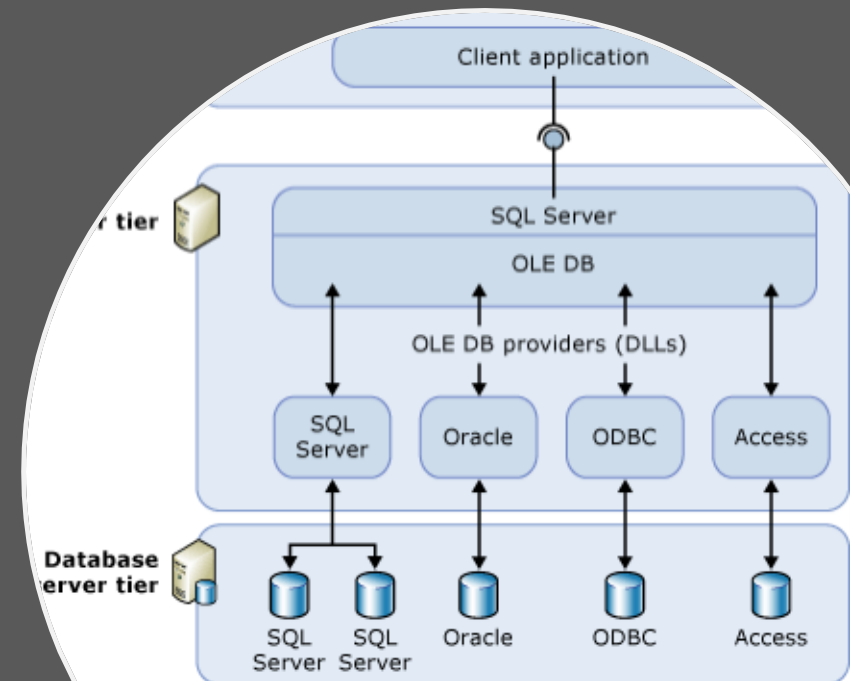 Client application
r tier
SQL Server
OLE DB
OLE DB providers (DLLs)
SQL
Server
Oracle
ODBC
Access
Database
erver tier
SQL
Server
SQL
Server
Oracle
ODBC
Access